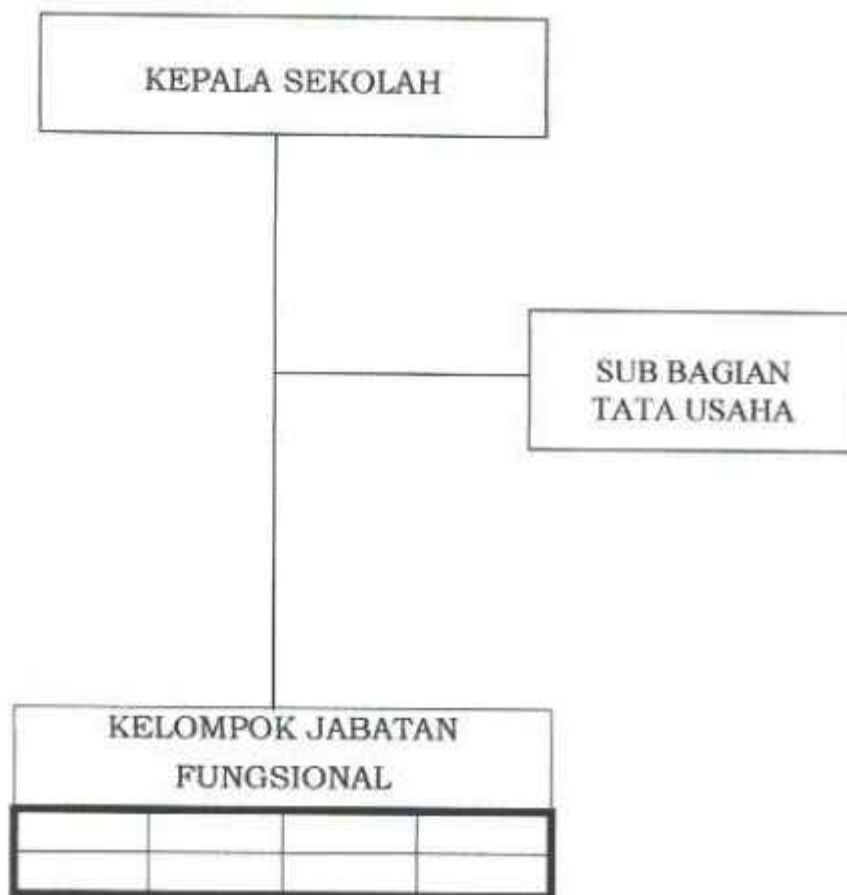 KEPALA SEKOLAH
SUB BAGIAN
TATA USAHA
KELOMPOK JABATAN
FUNGSIONAL